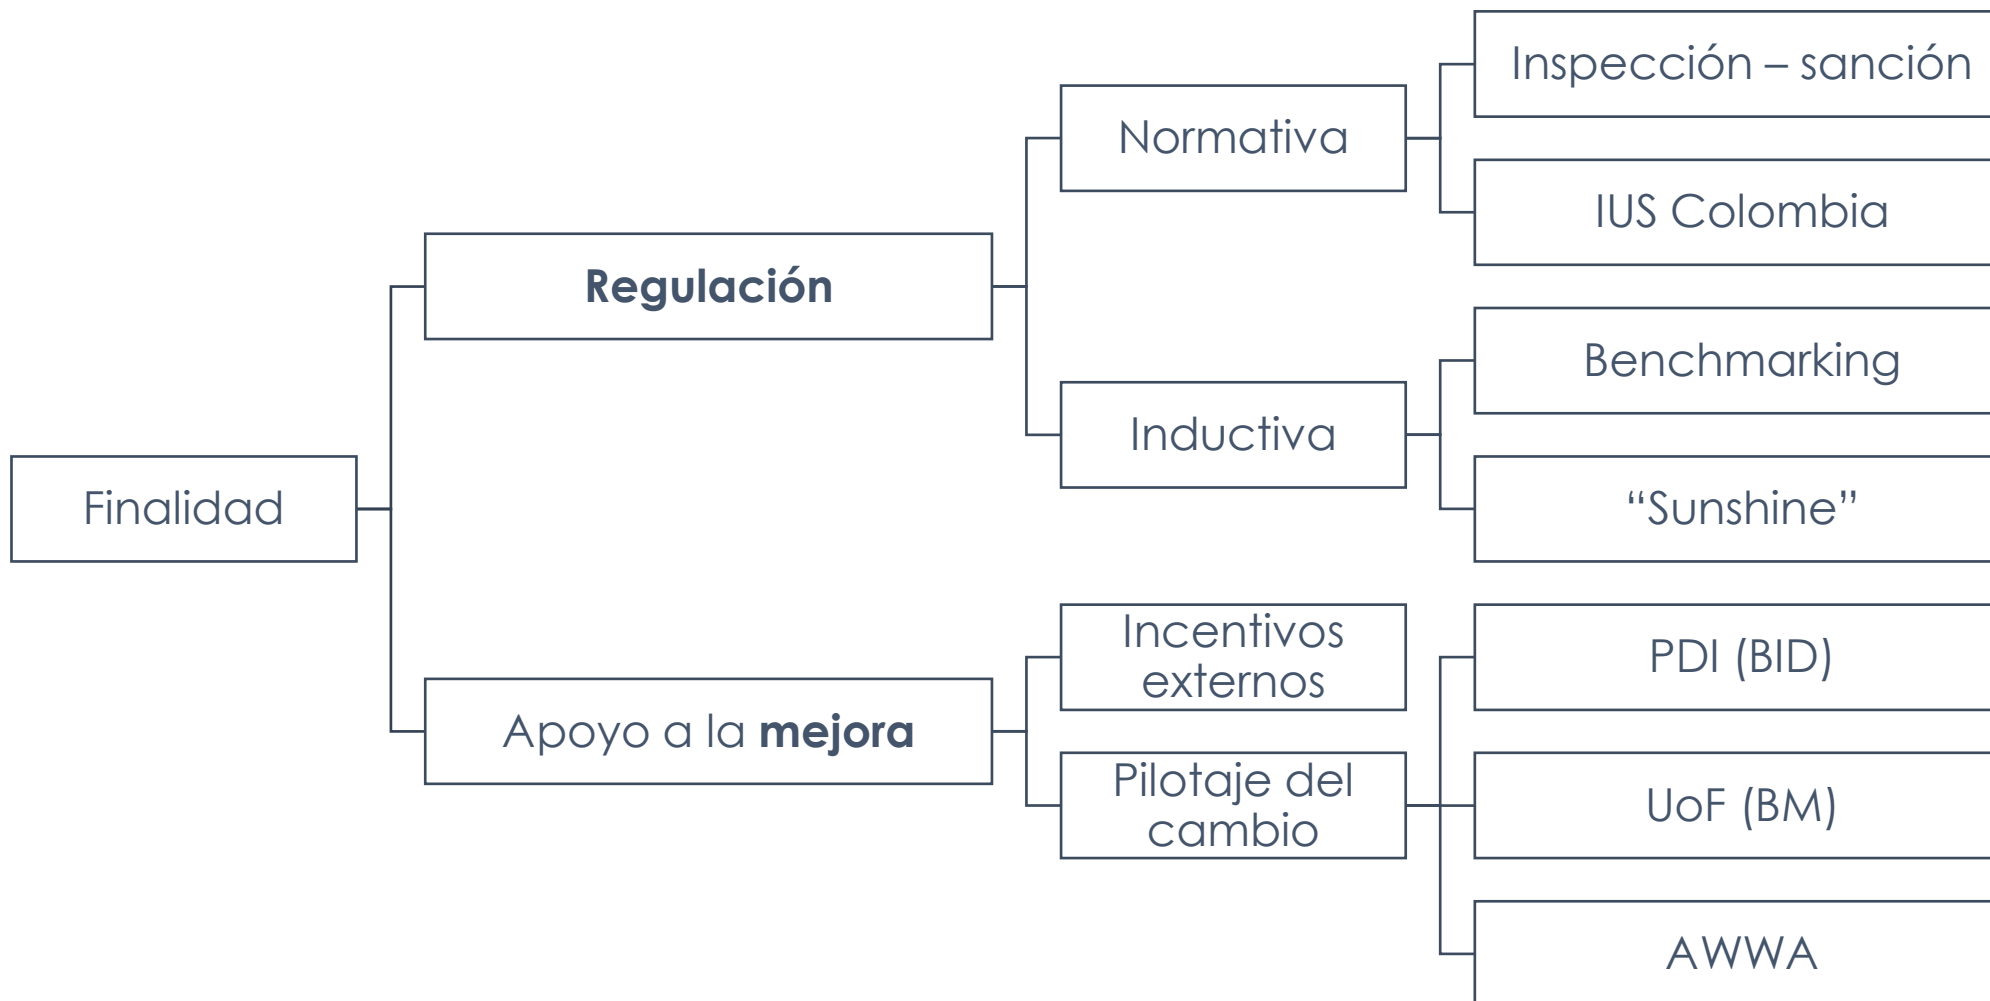 Finalidad
Regulación
Apoyo a la mejora
Normativa
Inductiva
Incentivos
externos
Pilotaje del
cambio
Inspección – sanción
IUS Colombia
Benchmarking
“Sunshine”
PDI (BID)
UoF (BM)
AWWA